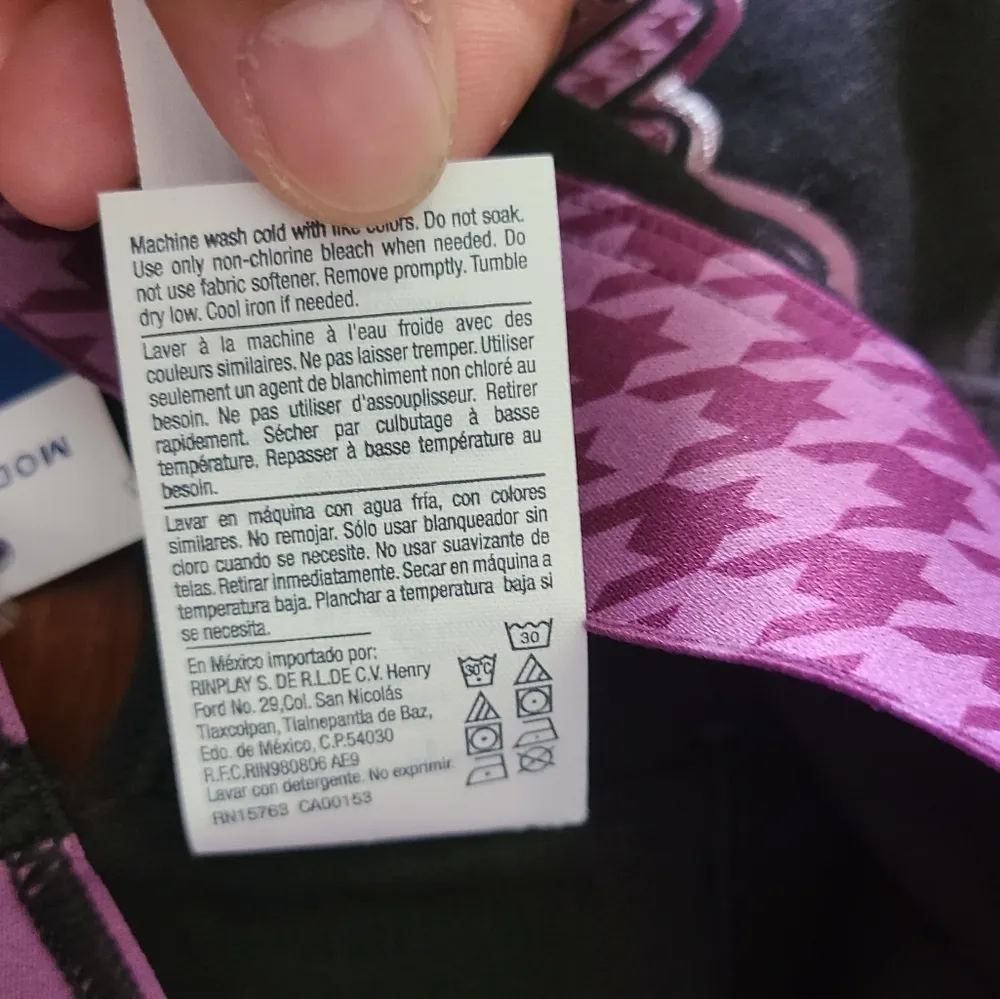 Machine wash cold with like colors. Do not soak.
Use only non-chlorine bleach when needed. Do
not use fabric softener. Remove promptly. Tumble
dry low. Cool iron if needed.
Laver à la machine à l'eau froide avec des
couleurs similaires. Ne pas laisser tremper. Utiliser
seulement un agent de blanchiment non chloré au
besoin. Ne pas utiliser d'assouplisseur. Retirer
rapidement. Sécher par culbutage à basse
température. Repasser à basse température au
besoin.
Lavar en máquina con agua fría, con colores
similares. No remojar. Sólo usar blanqueador sin
cloro cuando se necesite. No usar suavizante de
telas. Retirar inmediatamente. Secar en máquina a
temperatura baja. Planchar a temperatura baja si
se necesita.
En México importado por:
RINPLAY S. DE R.L.DE C.V. Henry
Ford No. 29,Col. San Nicolás
Tlaxcolpan, Tlalnepantla de Baz,
Edo. de México, C.P.54030
R.F.C.RIN980806 AE9
Lavar con detergente. No exprimir.
RN15763 CA00153
30
30°C
MOD